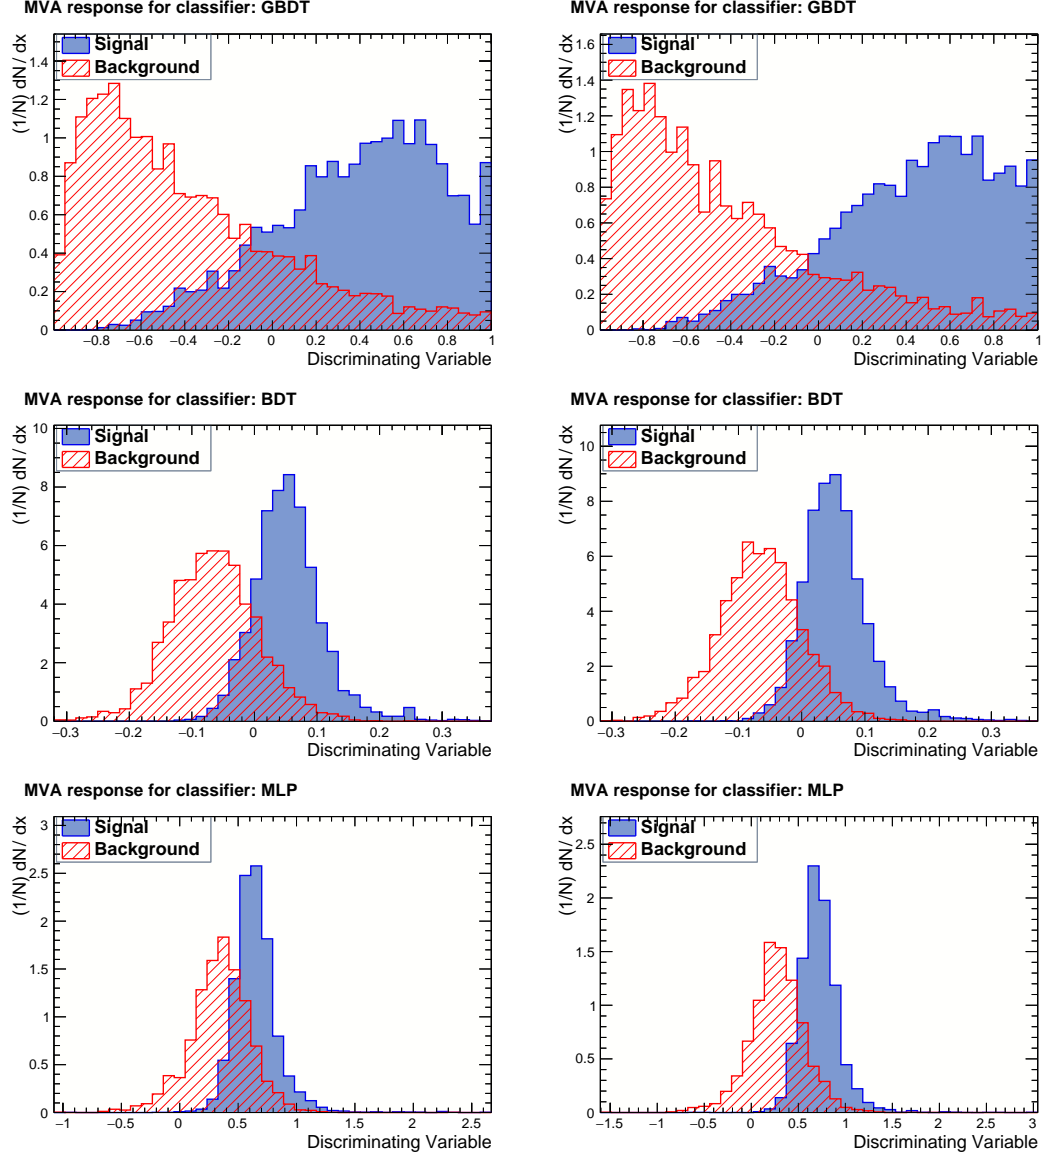 MVA response for classifier: GBDT
(1/N) dN / dx
Signal
Background
1.4
1.2
1
0.8
0.6
0.4
0.2
0
−0.8 −0.6 −0.4 −0.2 0 0.2 0.4 0.6 0.8 1
Discriminating Variable
MVA response for classifier: GBDT
(1/N) dN / dx
Signal
Background
1.6
1.4
1.2
1
0.8
0.6
0.4
0.2
0
−0.8 −0.6 −0.4 −0.2 0 0.2 0.4 0.6 0.8 1
Discriminating Variable
MVA response for classifier: BDT
(1/N) dN / dx
Signal
Background
10
8
6
4
2
0
−0.3 −0.2 −0.1 0 0.1 0.2 0.3
Discriminating Variable
MVA response for classifier: BDT
(1/N) dN / dx
Signal
Background
10
8
6
4
2
0
−0.3 −0.2 −0.1 0 0.1 0.2 0.3
Discriminating Variable
MVA response for classifier: MLP
(1/N) dN / dx
Signal
Background
3
2.5
2
1.5
1
0.5
0
−1 −0.5 0 0.5 1 1.5 2 2.5
Discriminating Variable
MVA response for classifier: MLP
(1/N) dN / dx
Signal
Background
2.5
2
1.5
1
0.5
0
−1.5 −1 −0.5 0 0.5 1 1.5 2 2.5 3
Discriminating Variable